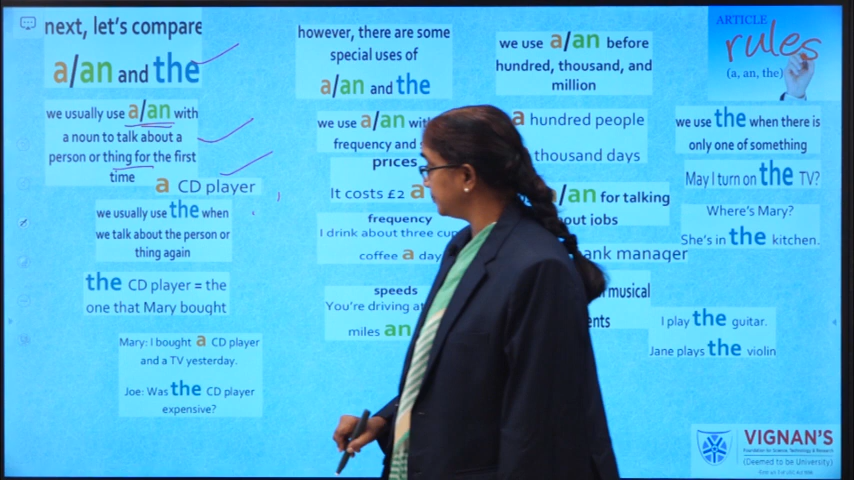 next, let's compare
a/an and the
we usually use a/an with
a noun to talk about a
person or thing for the first
time
a CD player
we usually use the when
we talk about the person or
thing again
the CD player = the
one that Mary bought
Mary: I bought a CD player
and a TV yesterday.
Joe: Was the CD player
expensive?
however, there are some
special uses of
a/an and the
we use a/an with
frequency and
prices
It costs £2 a
frequency
I drink about three
coffee a day
speeds
You're driving at
miles an
we use a/an before
hundred, thousand, and
million
a hundred people
thousand days
/an for talking
jobs
manager
musical
ARTICLE
rules
(a, an, the)
we use the when there is
only one of something
May I turn on the TV?
Where's Mary?
She's in the kitchen.
I play the guitar.
Jane plays the violin
VIGNAN'S
Foundation for Science, Technology & Research
(Deemed to be University)